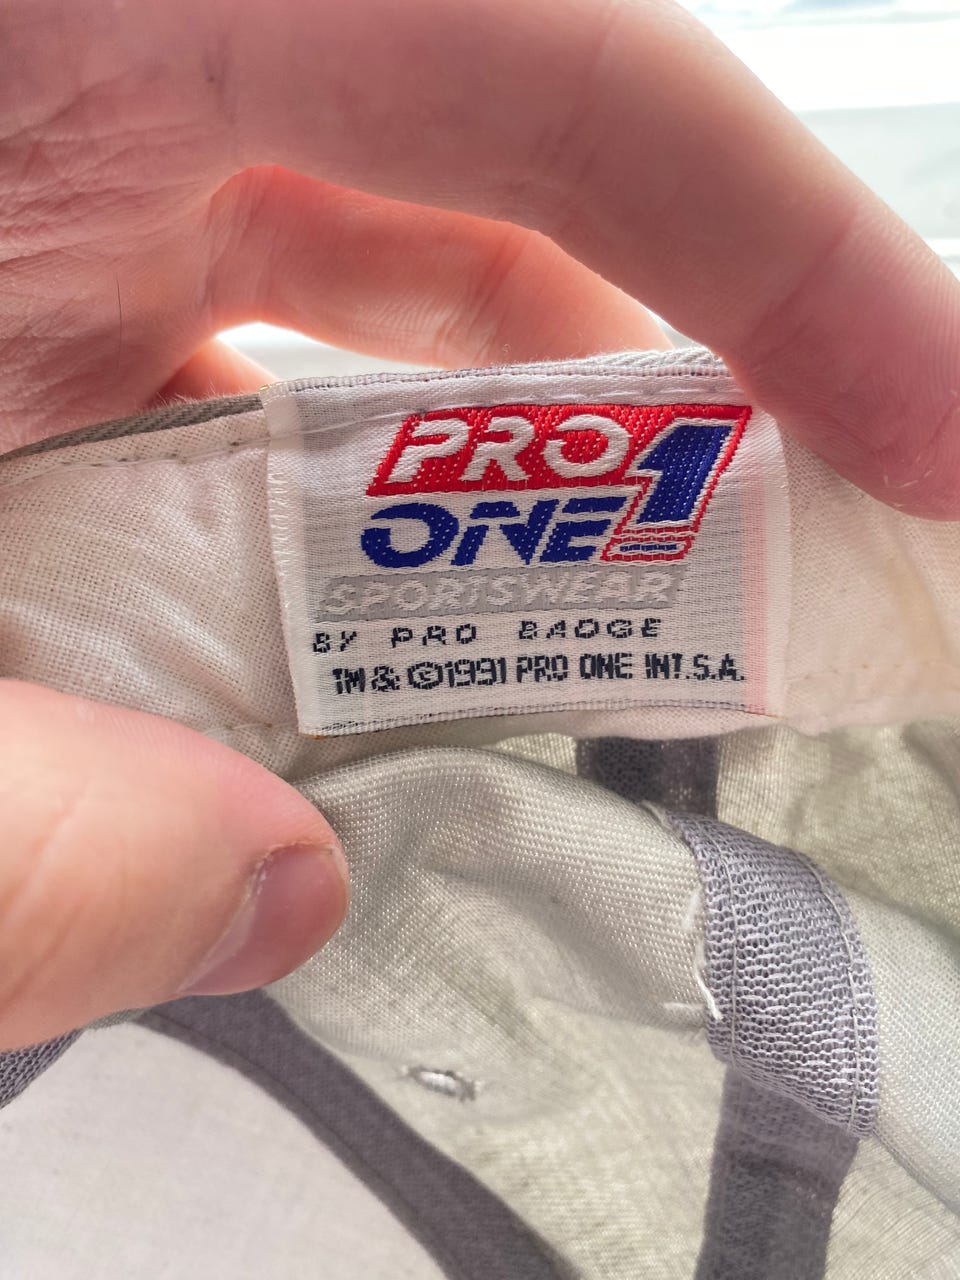 PRO
ONE 1
SPORTSWEAR
BY PRO BADGE
TM & ©1991 PRO ONE INT.S.A.